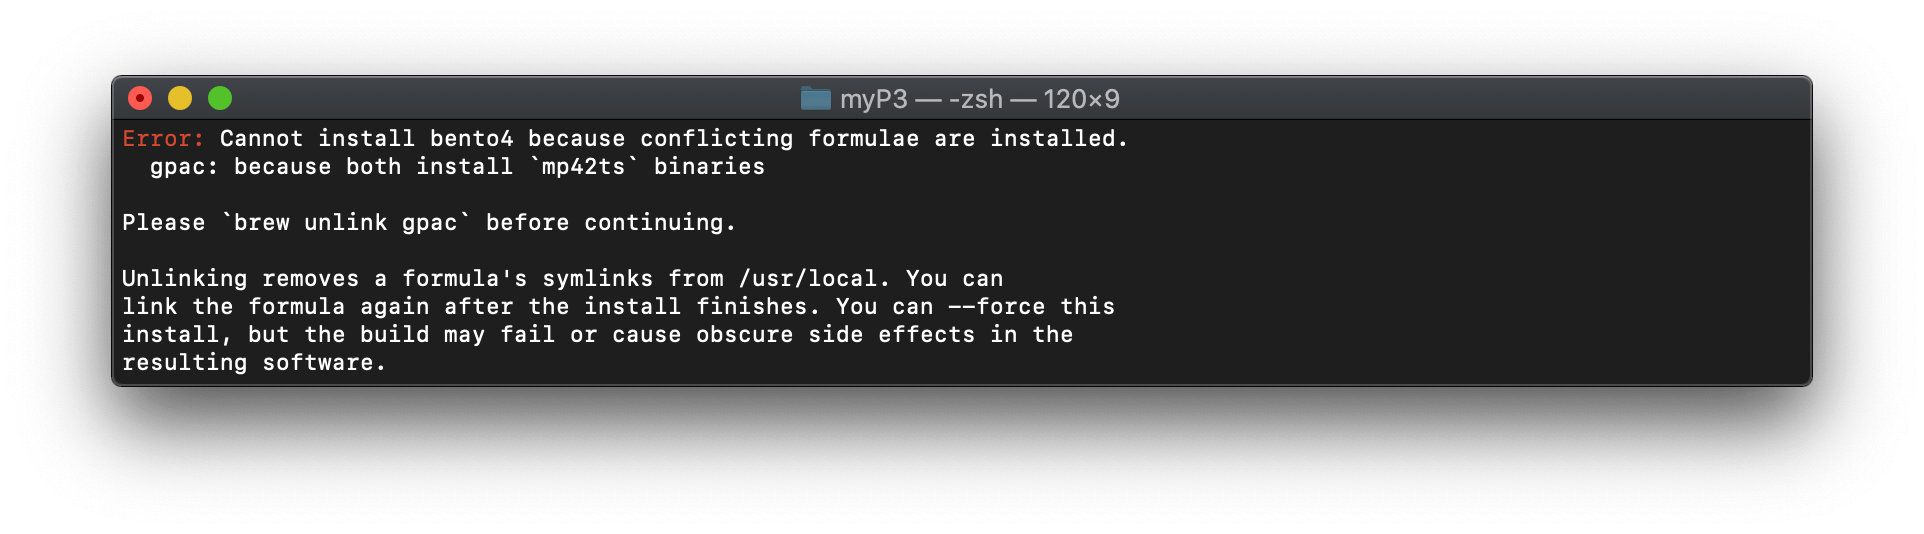 myP3 — -zsh — 120×9
Error: Cannot install bento4 because conflicting formulae are installed.
  gpac: because both install `mp42ts` binaries

Please `brew unlink gpac` before continuing.

Unlinking removes a formula's symlinks from /usr/local. You can
link the formula again after the install finishes. You can --force this
install, but the build may fail or cause obscure side effects in the
resulting software.